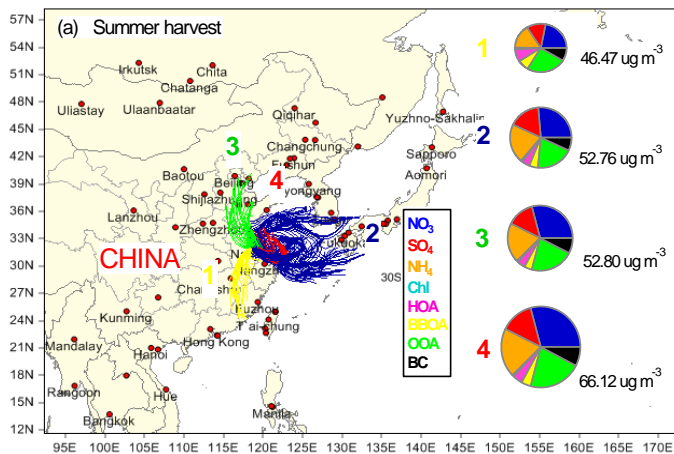 (a) Summer harvest
57N
54N
51N
48N
45N
42N
39N
36N
33N
30N
27N
24N
21N
18N
15N
12N
95E 100E 105E 110E 115E 120E 125E 130E 135E 140E 145E 150E 155E 160E 165E 170E
Irkutsk
Chita
Chatanga
Uliastay
Ulaanbaatar
Qiqihar
Yuzhno-Sakhalin
Changchung
Sapporo
Fushun
Aomori
Baotou
Beijing
Shijiazhuang
Lanzhou
Zhengzhou
CHINA
Fuzhou
T'ai-chung
Kunming
Hong Kong
Mandalay
Hanoi
Rangoon
Hue
Bangkok
Manila
30S
1
2
3
4
NO3
SO4
NH4
Chl
HOA
BBOA
OOA
BC
1
46.47 ug m-3
2
52.76 ug m-3
3
52.80 ug m-3
4
66.12 ug m-3